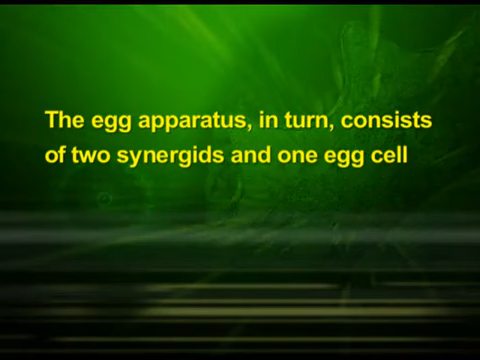 The egg apparatus, in turn, consists
of two synergids and one egg cell